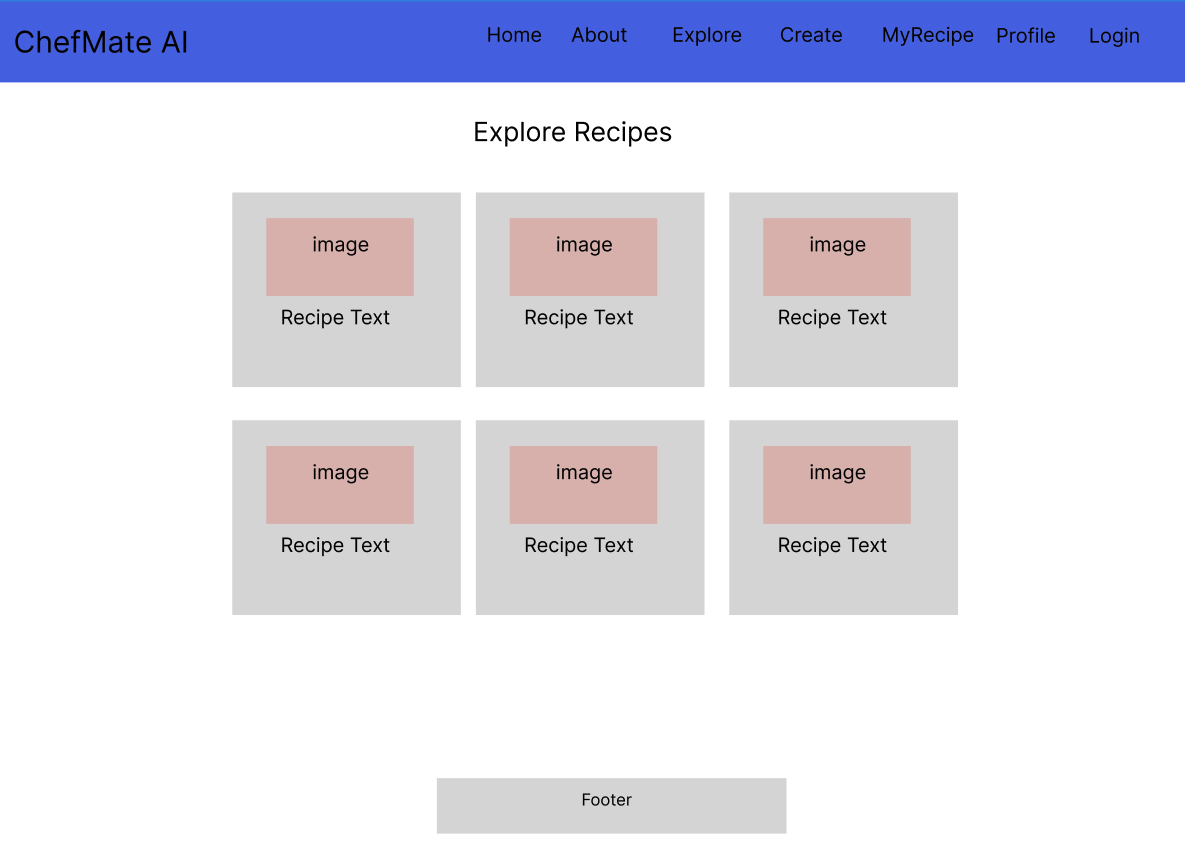 ChefMate AI
Home About Explore Create MyRecipe Profile Login
Explore Recipes
image image image
Recipe Text Recipe Text Recipe Text
image image image
Recipe Text Recipe Text Recipe Text
Footer